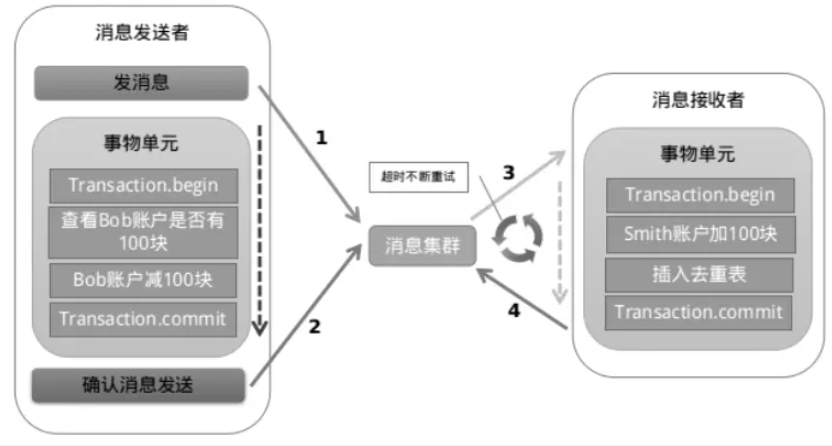 消息发送者
发消息
事物单元
Transaction.begin
查看Bob账户是否有
100块
Bob账户减100块
Transaction.commit
确认消息发送
1
2
超时不断重试
消息集群
3
4
消息接收者
事物单元
Transaction.begin
Smith账户加100块
插入去重表
Transaction.commit